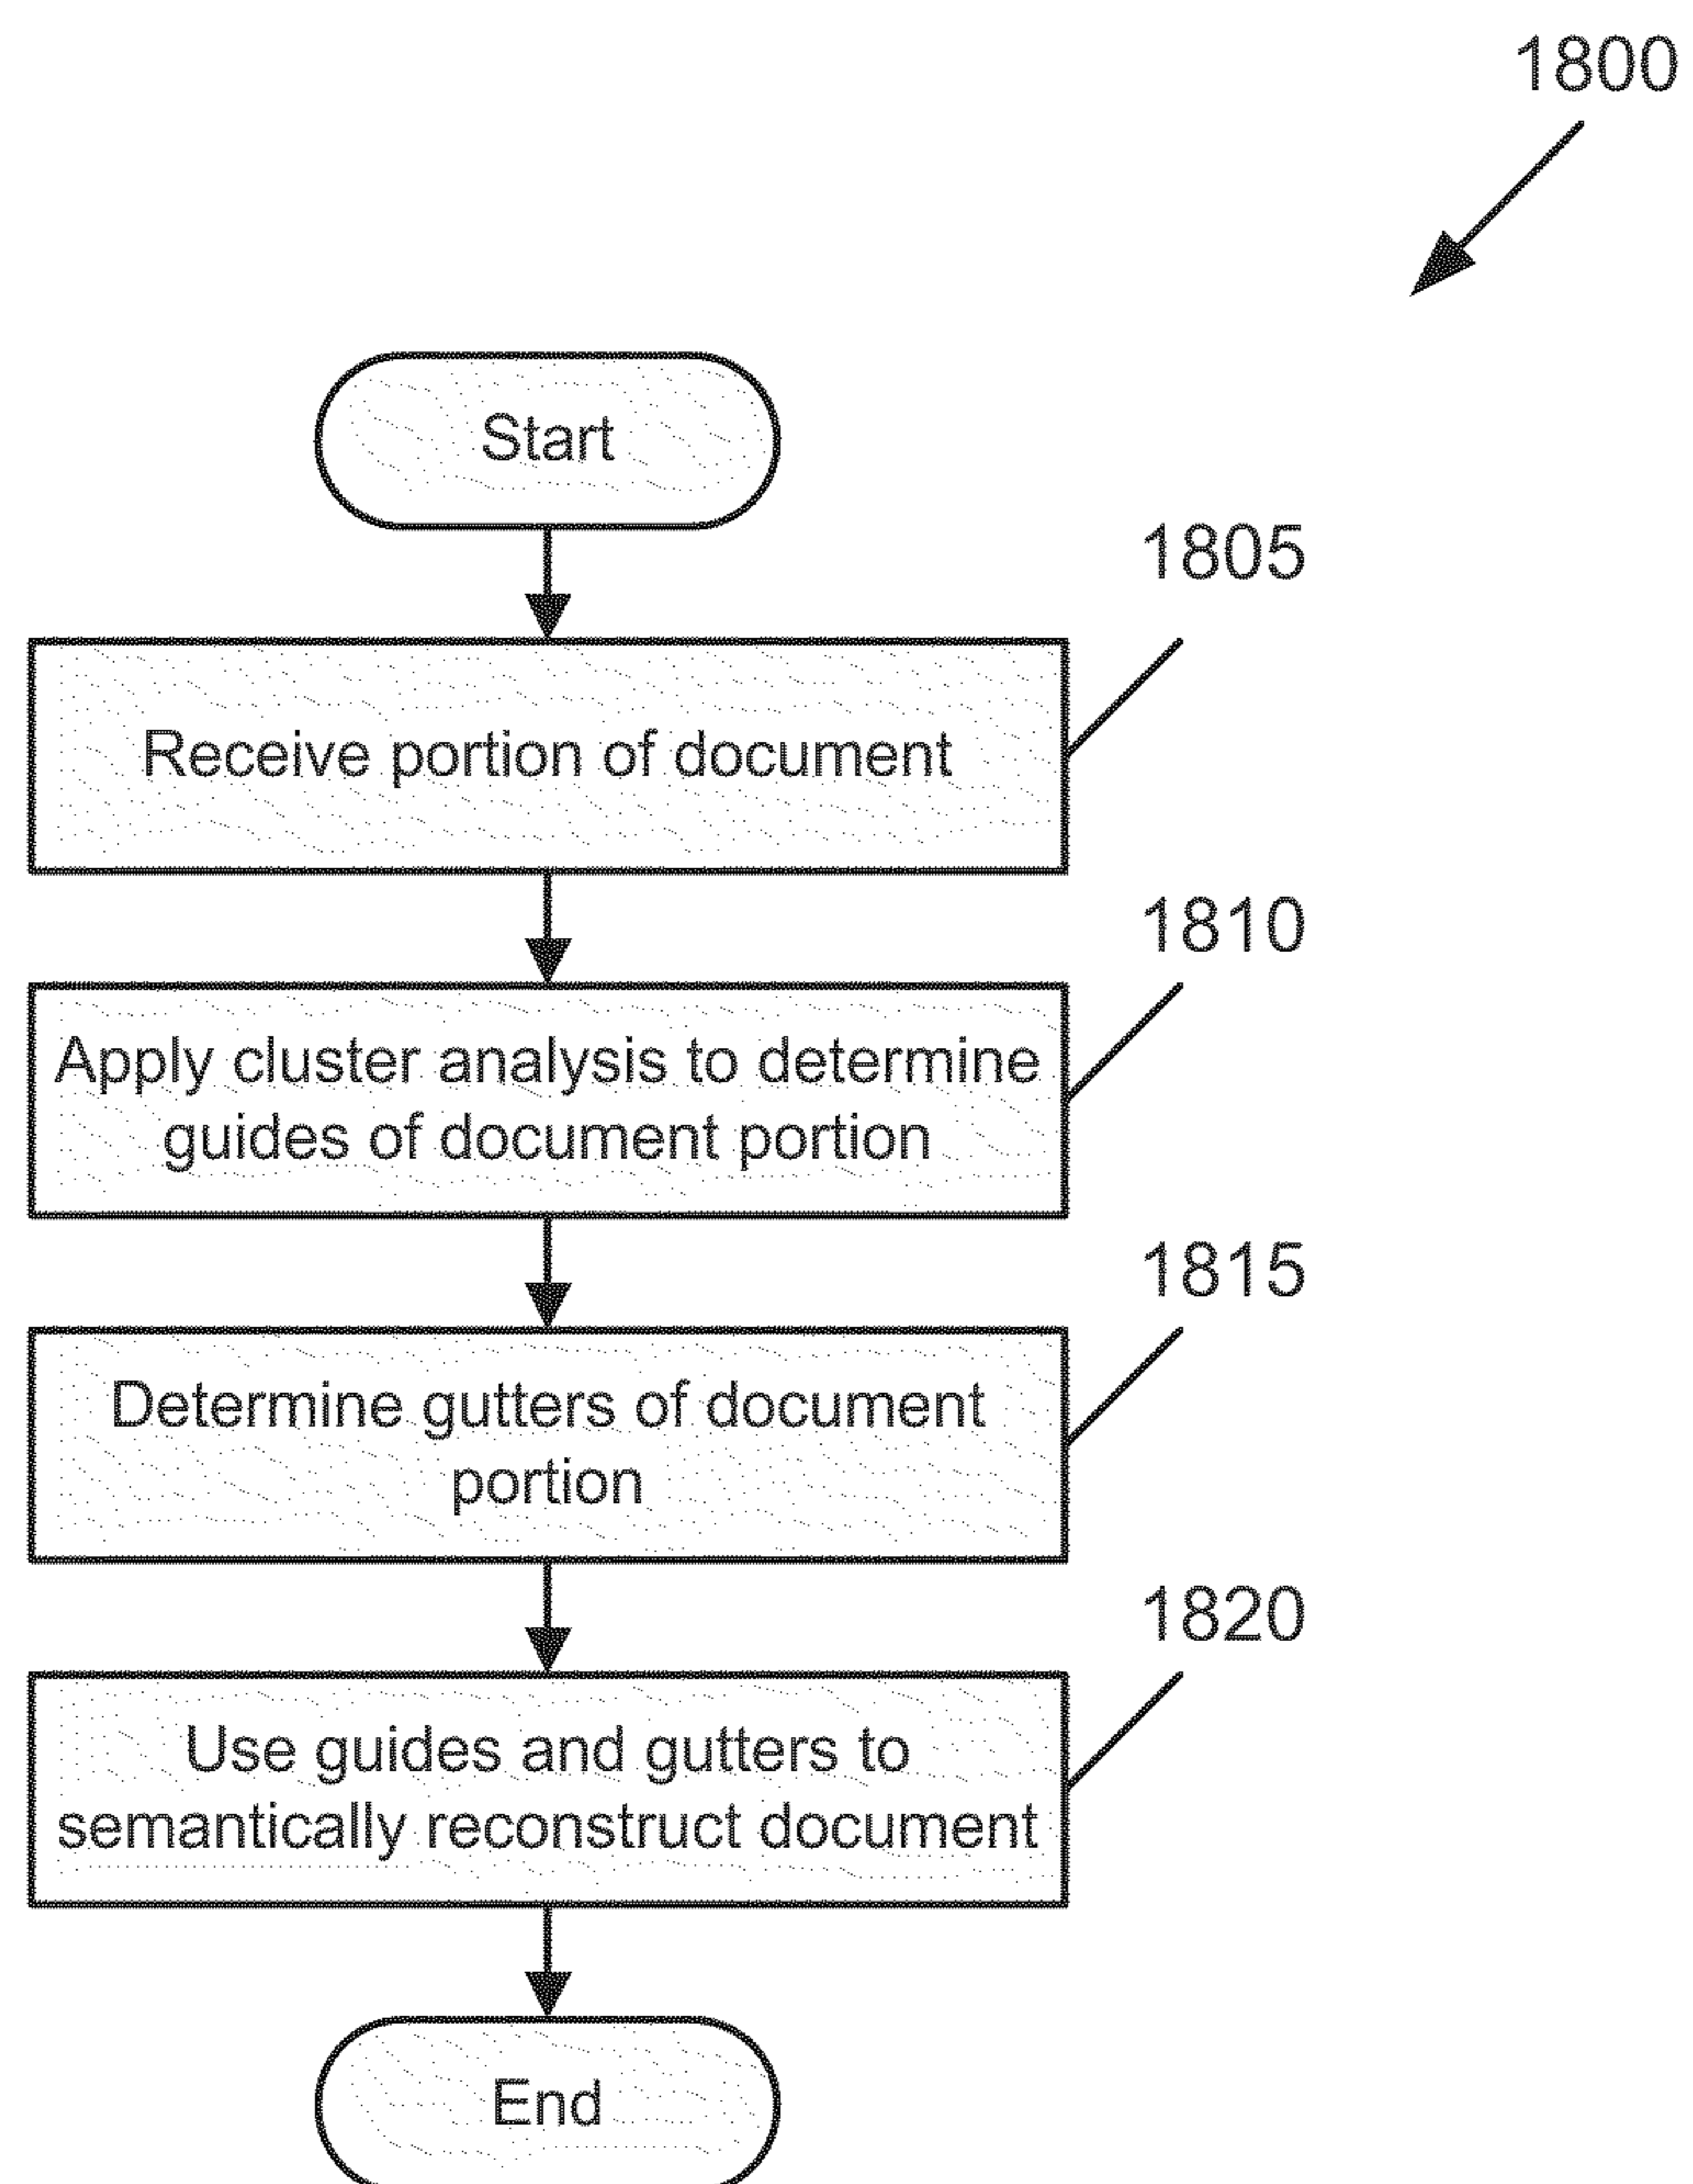 1800
Start
1805
Receive portion of document
1810
Apply cluster analysis to determine
guides of document portion
1815
Determine gutters of document
portion
1820
Use guides and gutters to
semantically reconstruct document
End